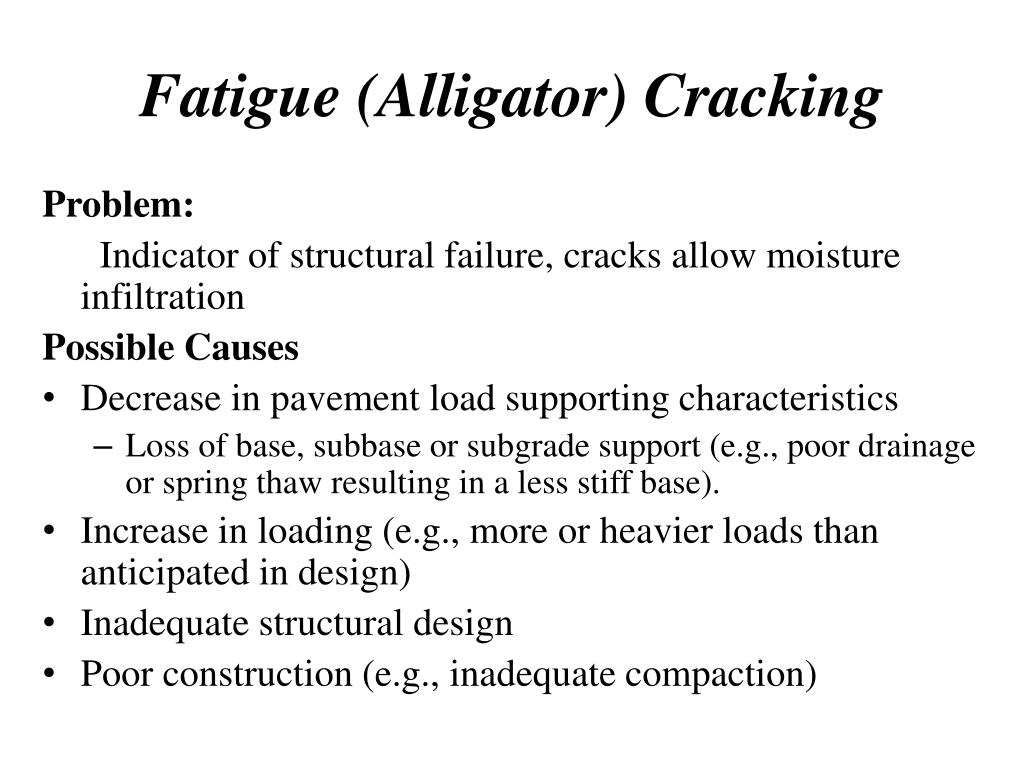 Fatigue (Alligator) Cracking
Problem:
Indicator of structural failure, cracks allow moisture
infiltration
Possible Causes
• Decrease in pavement load supporting characteristics
– Loss of base, subbase or subgrade support (e.g., poor drainage
or spring thaw resulting in a less stiff base).
• Increase in loading (e.g., more or heavier loads than
anticipated in design)
• Inadequate structural design
• Poor construction (e.g., inadequate compaction)